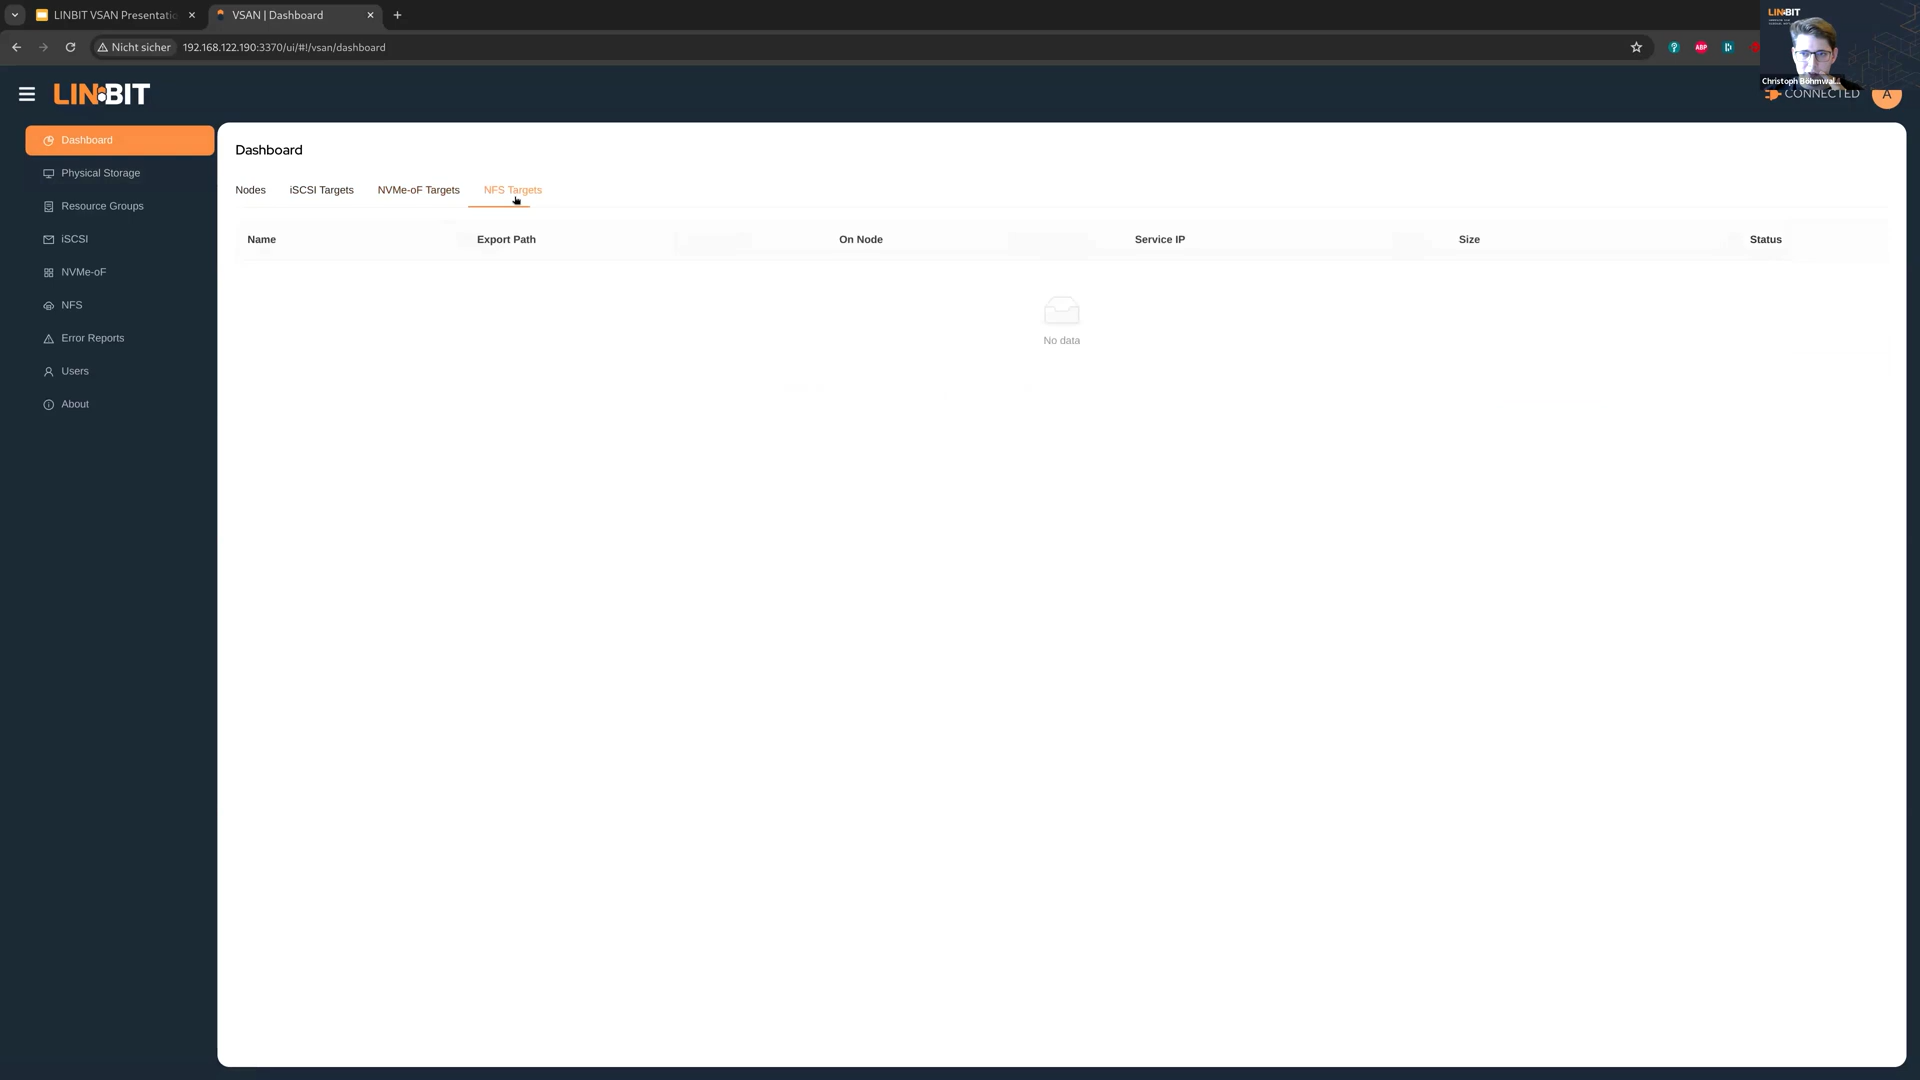 LINBIT VSAN Presentatio
VSAN | Dashboard
Nicht sicher
192.168.122.190:3370/ui/#!/vsan/dashboard
ABP
LINBIT
Christoph Böhmwal
LINBIT
CONNECTED
A
Dashboard
Physical Storage
Resource Groups
iSCSI
NVMe-oF
NFS
Error Reports
Users
About
Dashboard
Nodes iSCSI Targets NVMe-oF Targets NFS Targets
Name Export Path On Node Service IP Size Status
No data